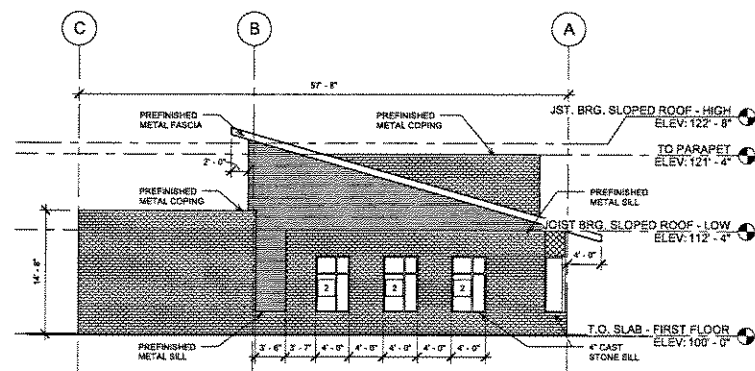 C
B
A
57' - 8"
PREFINISHED
METAL FASCIA
PREFINISHED
METAL COPING
JST. BRG. SLOPED ROOF - HIGH
ELEV: 122' - 8"
TO PARAPET
ELEV: 121' - 4"
2' - 0"
PREFINISHED
METAL COPING
PREFINISHED
METAL SILL
JOIST BRG. SLOPED ROOF - LOW
ELEV: 112' - 4"
4' - 0"
14' - 8"
2
2
2
T.O. SLAB - FIRST FLOOR
ELEV: 100' - 0"
PREFINISHED
METAL SILL
4" CAST
STONE SILL
3' - 6"
3' - 7"
4' - 0"
4' - 0"
4' - 0"
4' - 0"
4' - 0"